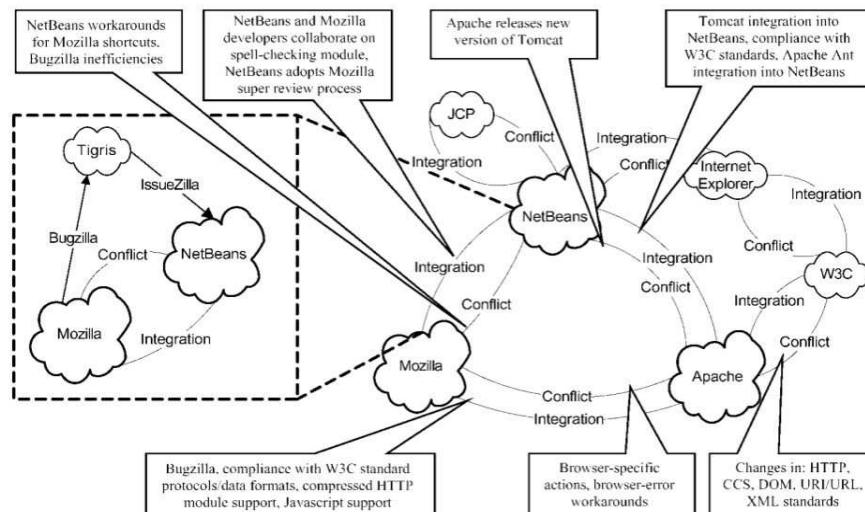 NetBeans workarounds
for Mozilla shortcuts,
Bugzilla inefficiencies
NetBeans and Mozilla
developers collaborate on
spell-checking module,
NetBeans adopts Mozilla
super review process
Apache releases new
version of Tomcat
Tomcat integration into
NetBeans, compliance with
W3C standards, Apache Ant
integration into NetBeans
JCP
Conflict
Integration
Integration
Conflict
Internet
Explorer
Integration
Conflict
W3C
Tigris
IssueZilla
Bugzilla
Conflict
NetBeans
Mozilla
Integration
NetBeans
Integration
Conflict
Integration
Conflict
Integration
Conflict
Mozilla
Apache
Conflict
Integration
Bugzilla, compliance with W3C standard
protocols/data formats, compressed HTTP
module support, Javascript support
Browser-specific
actions, browser-error
workarounds
Changes in: HTTP,
CCS, DOM, URI/URL,
XML standards